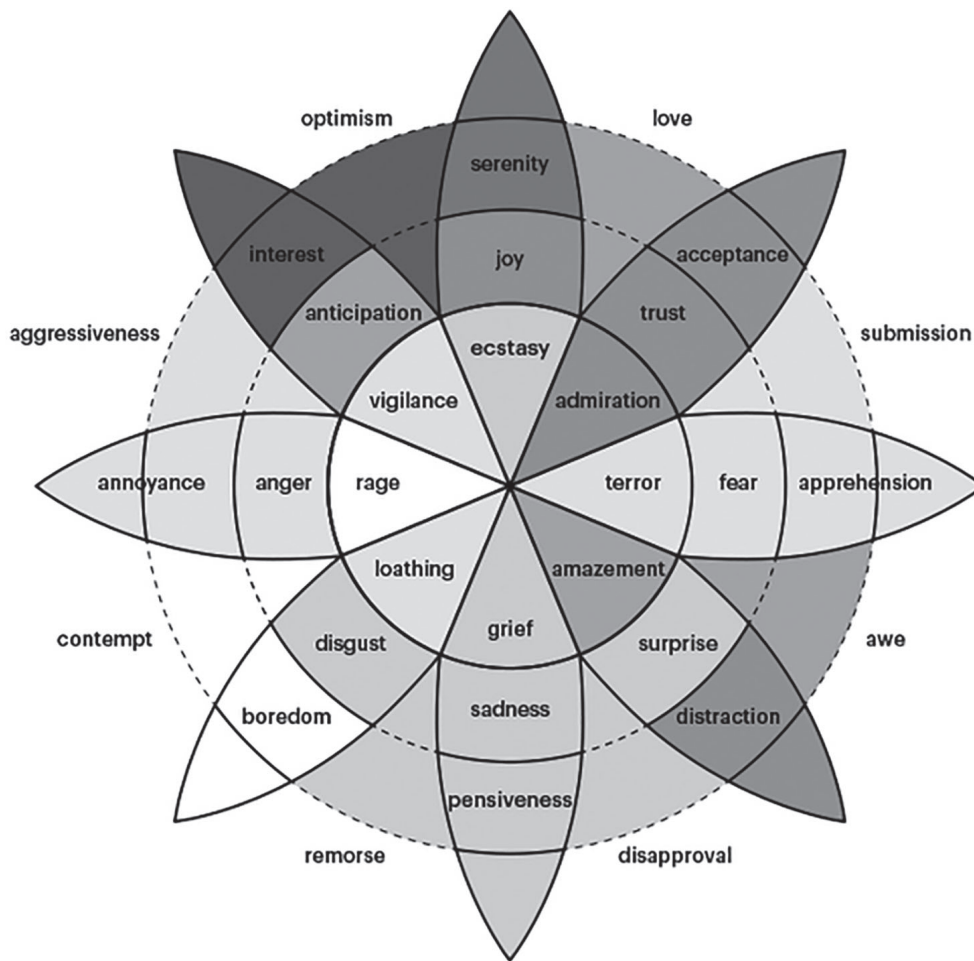 optimism
love
serenity
interest
joy
acceptance
anticipation
trust
aggressiveness
submission
ecstasy
vigilance
admiration
annoyance
anger
rage
terror
fear
apprehension
loathing
amazement
contempt
disgust
grief
surprise
awe
boredom
sadness
distraction
pensiveness
remorse
disapproval